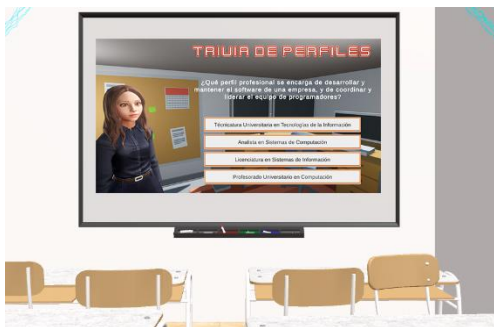 TRIVIA DE PERFILES
¿Qué perfil profesional se encarga de desarrollar y
mantener el software de una empresa, y de coordinar y
liderar el equipo de programadores?
Tecnicatura Universitaria en Tecnologías de la Información
Analista en Sistemas de Computación
Licenciatura en Sistemas de Información
Profesorado Universitario en Computación